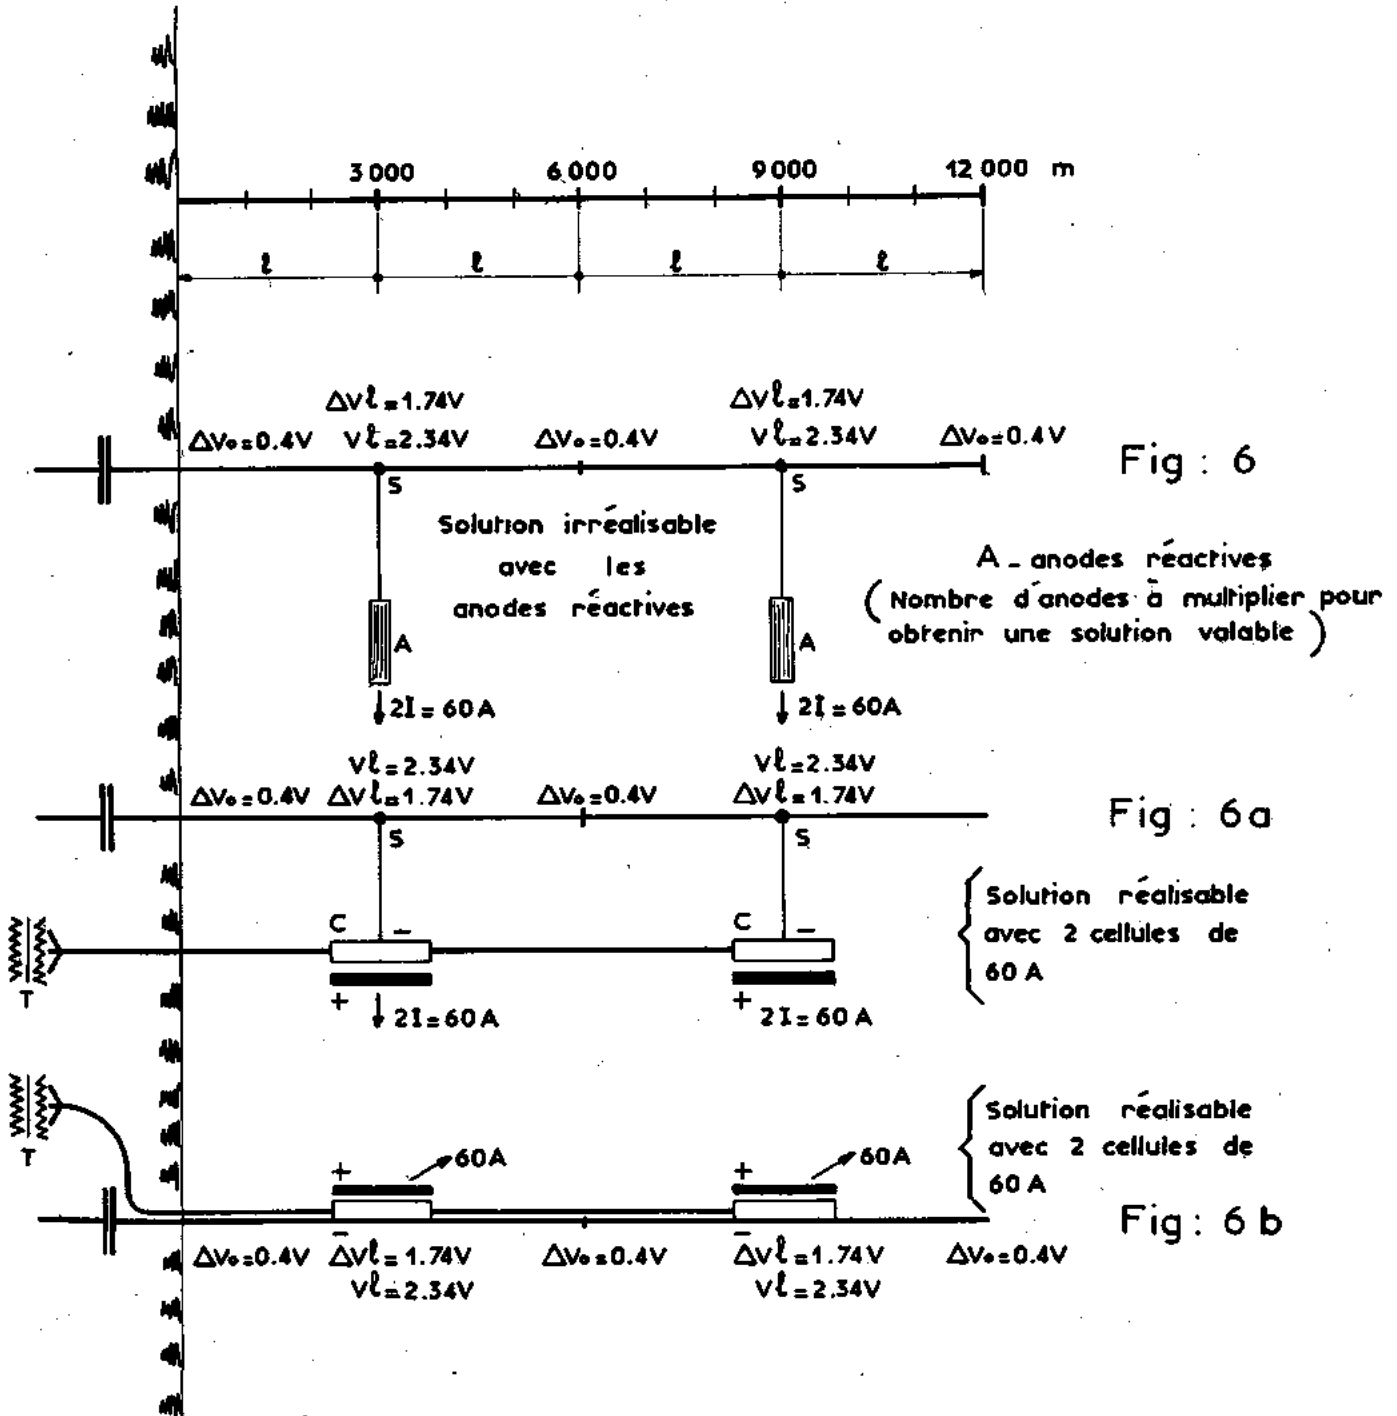 3000 6000 9000 12000 m
ℓ ℓ ℓ ℓ
ΔVℓ=1.74V ΔVℓ=1.74V
ΔVo=0.4V Vℓ=2.34V ΔVo=0.4V Vℓ=2.34V ΔVo=0.4V
Fig : 6
S S
Solution irréalisable
avec les
anodes réactives
A - anodes réactives
(Nombre d'anodes à multiplier pour
obtenir une solution valable)
A A
2I = 60A 2I = 60A
Vℓ=2.34V Vℓ=2.34V
ΔVo=0.4V ΔVℓ=1.74V ΔVo=0.4V ΔVℓ=1.74V
Fig : 6a
S S
C - C -
Solution réalisable
avec 2 cellules de
60 A
T
+ 2I=60A + 2I=60A
Solution réalisable
avec 2 cellules de
60 A
T
+ 60A + 60A
Fig : 6 b
- -
ΔVo=0.4V ΔVℓ=1.74V ΔVo=0.4V ΔVℓ=1.74V ΔVo=0.4V
Vℓ=2.34V Vℓ=2.34V